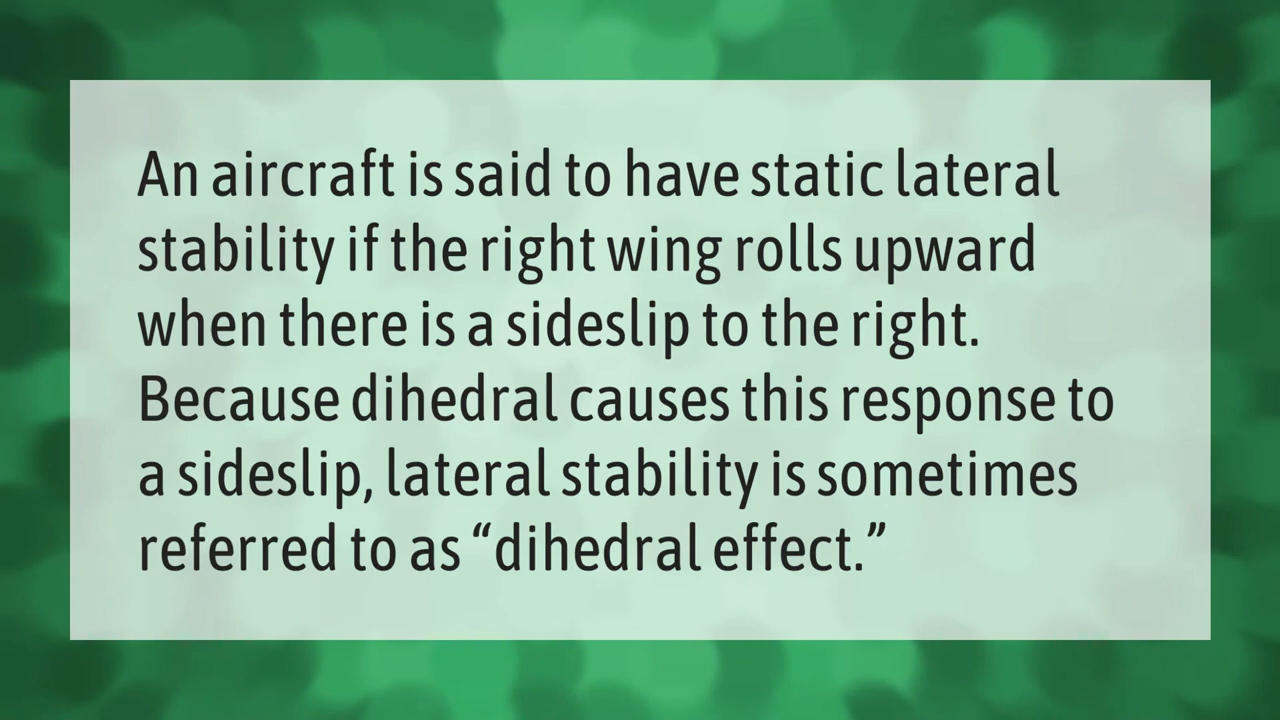 An aircraft is said to have static lateral
stability if the right wing rolls upward
when there is a sideslip to the right.
Because dihedral causes this response to
a sideslip, lateral stability is sometimes
referred to as “dihedral effect.”